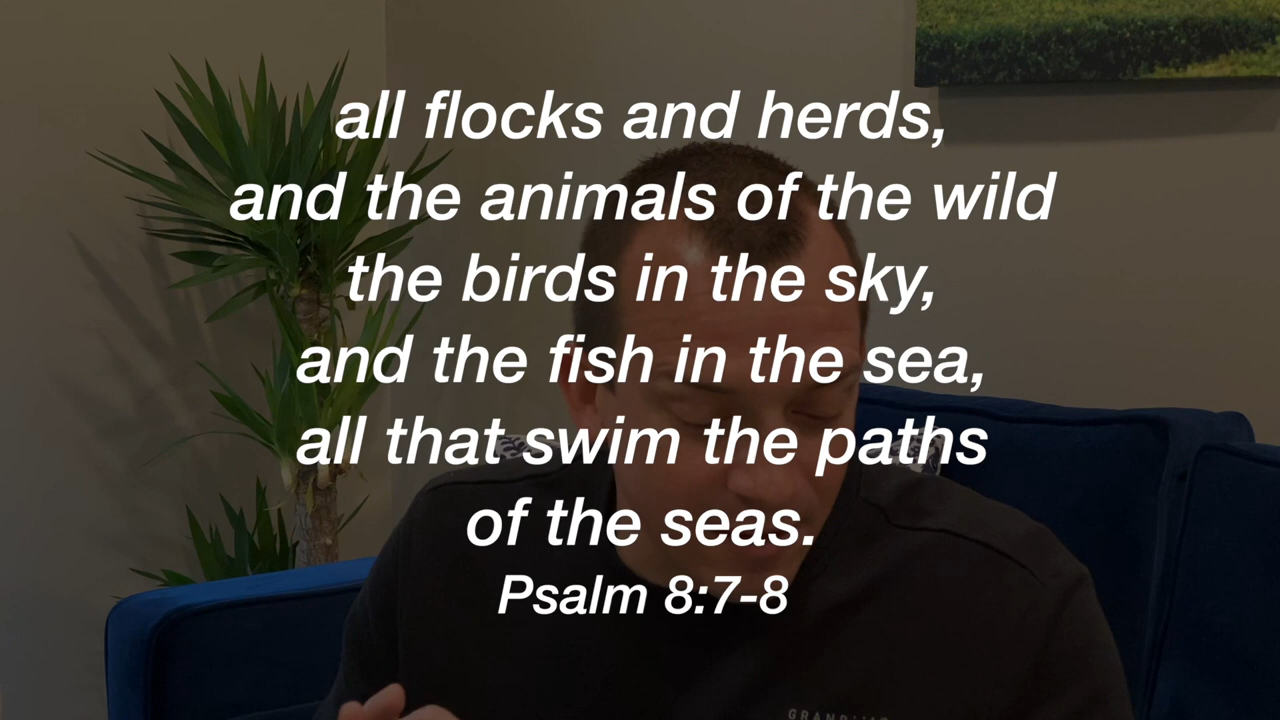 all flocks and herds,
and the animals of the wild
the birds in the sky,
and the fish in the sea,
all that swim the paths
of the seas.
Psalm 8:7-8